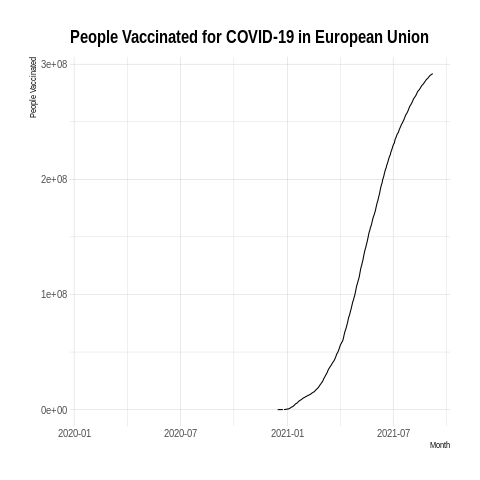 People Vaccinated for COVID-19 in European Union
People Vaccinated
3e+08
2e+08
1e+08
0e+00
2020-01 2020-07 2021-01 2021-07
Month